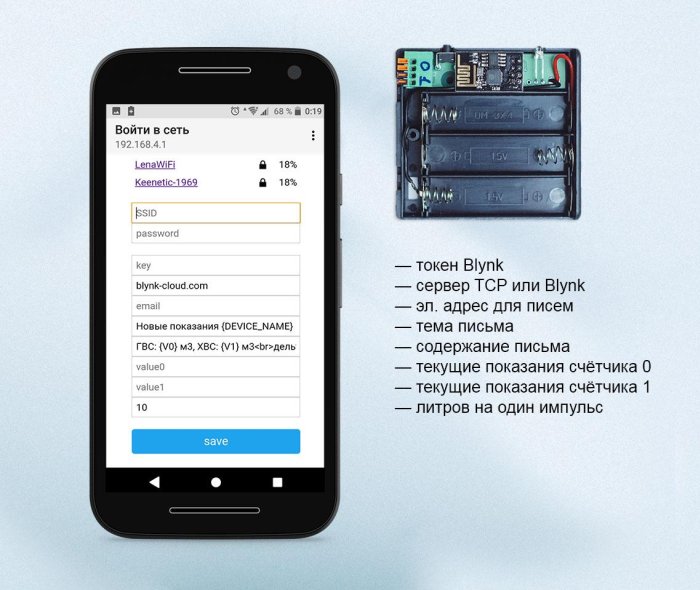 68 % 0:19
Войти в сеть
192.168.4.1
LenaWiFi 18%
Keenetic-1969 18%
SSID
password
key
blynk-cloud.com
email
Новые показания {DEVICE_NAME}
ГВС: {V0} м3, ХВС: {V1} м3<br>дель
value0
value1
10
save
UM 3X4
1.5V
1.5V
— токен Blynk
— сервер TCP или Blynk
— эл. адрес для писем
— тема письма
— содержание письма
— текущие показания счётчика 0
— текущие показания счётчика 1
— литров на один импульс